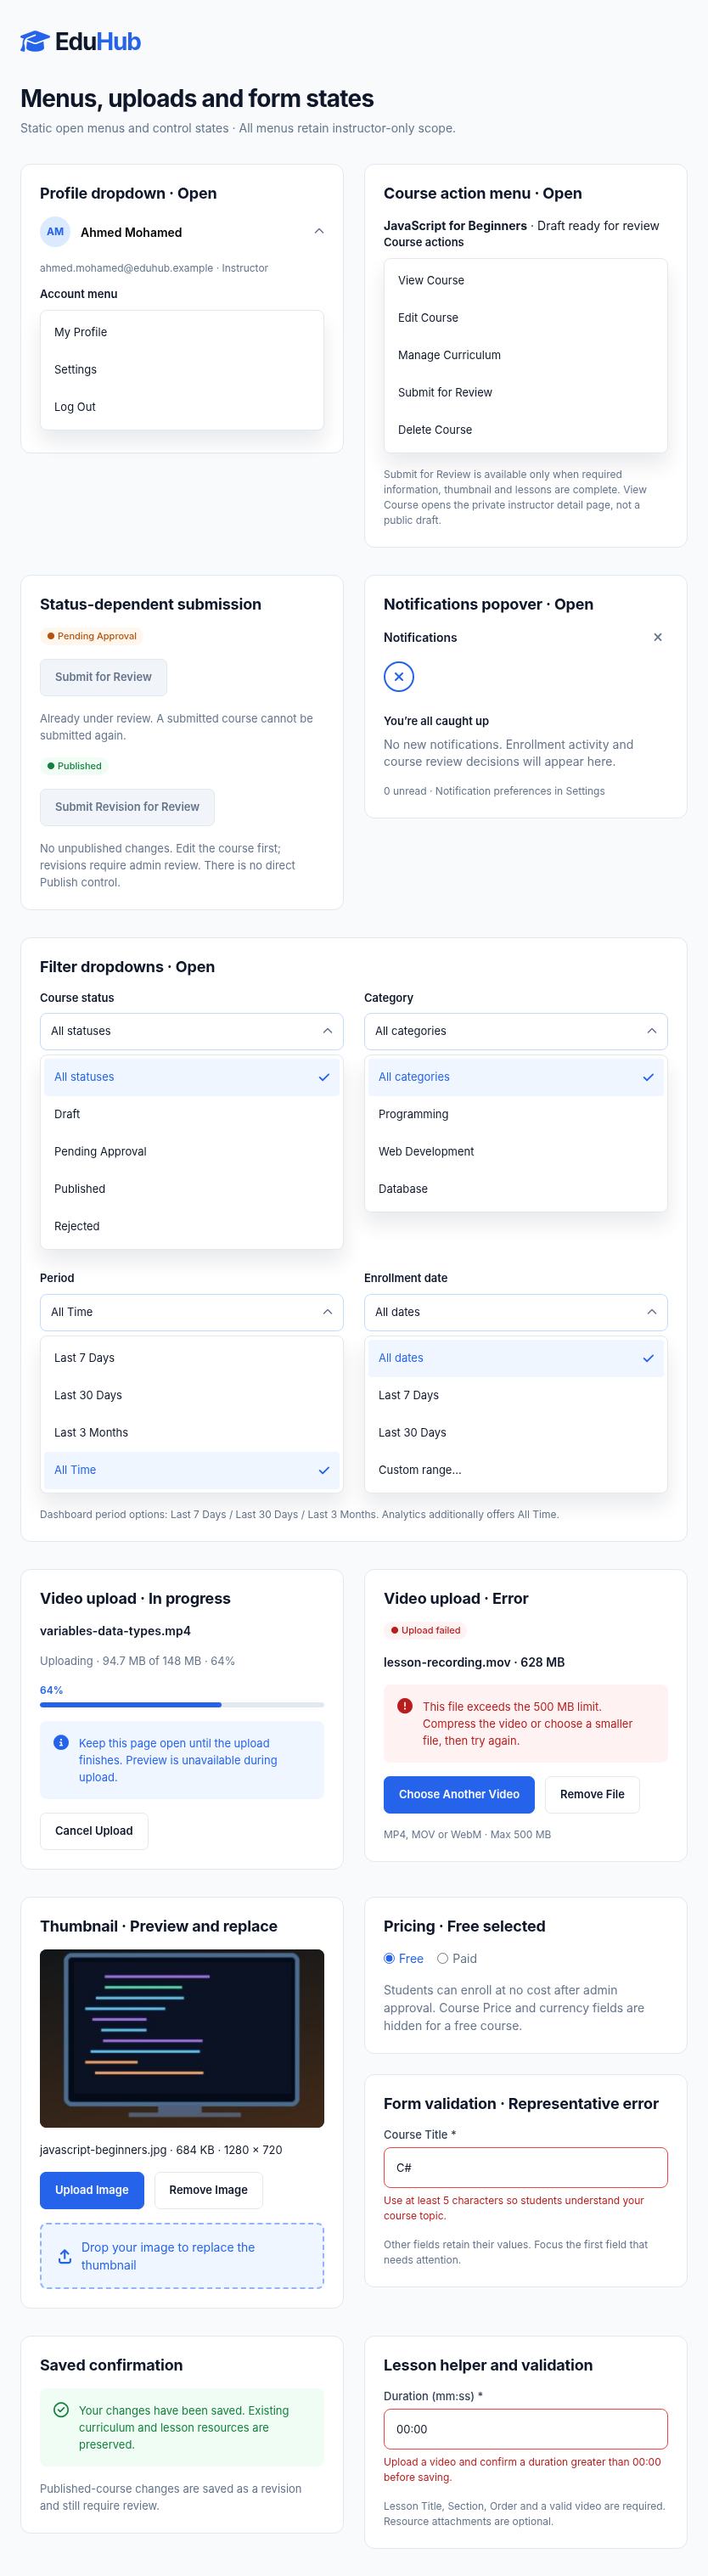 EduHub
Menus, uploads and form states
Static open menus and control states · All menus retain instructor-only scope.
Profile dropdown · Open
AM
Ahmed Mohamed
ahmed.mohamed@eduhub.example · Instructor
Account menu
My Profile
Settings
Log Out
Course action menu · Open
JavaScript for Beginners · Draft ready for review
Course actions
View Course
Edit Course
Manage Curriculum
Submit for Review
Delete Course
Submit for Review is available only when required
information, thumbnail and lessons are complete. View
Course opens the private instructor detail page, not a
public draft.
Status-dependent submission
Pending Approval
Submit for Review
Already under review. A submitted course cannot be
submitted again.
Published
Submit Revision for Review
No unpublished changes. Edit the course first;
revisions require admin review. There is no direct
Publish control.
Notifications popover · Open
Notifications
You're all caught up
No new notifications. Enrollment activity and
course review decisions will appear here.
0 unread · Notification preferences in Settings
Filter dropdowns · Open
Course status
All statuses
All statuses
Draft
Pending Approval
Published
Rejected
Category
All categories
All categories
Programming
Web Development
Database
Period
All Time
Last 7 Days
Last 30 Days
Last 3 Months
All Time
Enrollment date
All dates
All dates
Last 7 Days
Last 30 Days
Custom range...
Dashboard period options: Last 7 Days / Last 30 Days / Last 3 Months. Analytics additionally offers All Time.
Video upload · In progress
variables-data-types.mp4
Uploading · 94.7 MB of 148 MB · 64%
64%
Keep this page open until the upload
finishes. Preview is unavailable during
upload.
Cancel Upload
Video upload · Error
Upload failed
lesson-recording.mov · 628 MB
This file exceeds the 500 MB limit.
Compress the video or choose a smaller
file, then try again.
Choose Another Video
Remove File
MP4, MOV or WebM · Max 500 MB
Thumbnail · Preview and replace
javascript-beginners.jpg · 684 KB · 1280 × 720
Upload Image
Remove Image
Drop your image to replace the
thumbnail
Pricing · Free selected
Free
Paid
Students can enroll at no cost after admin
approval. Course Price and currency fields are
hidden for a free course.
Form validation · Representative error
Course Title *
C#
Use at least 5 characters so students understand your
course topic.
Other fields retain their values. Focus the first field that
needs attention.
Saved confirmation
Your changes have been saved. Existing
curriculum and lesson resources are
preserved.
Published-course changes are saved as a revision
and still require review.
Lesson helper and validation
Duration (mm:ss) *
00:00
Upload a video and confirm a duration greater than 00:00
before saving.
Lesson Title, Section, Order and a valid video are required.
Resource attachments are optional.